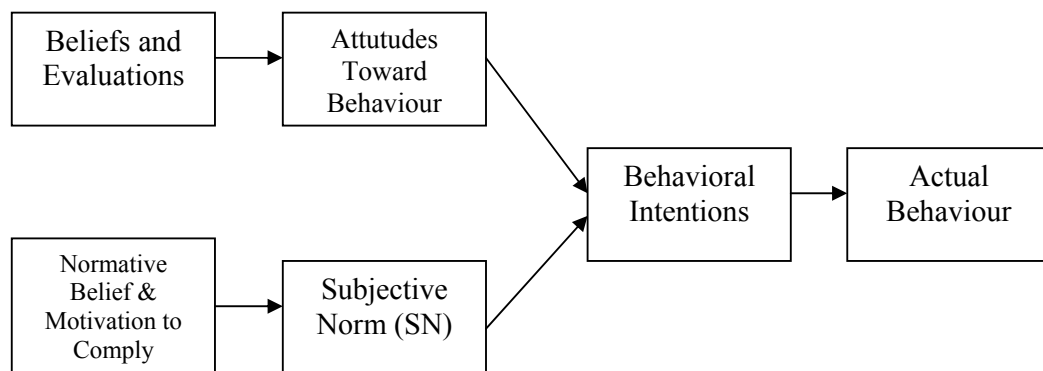 Beliefs and
Evaluations
Attutudes
Toward
Behaviour
Behavioral
Intentions
Actual
Behaviour
Normative
Belief &
Motivation to
Comply
Subjective
Norm (SN)